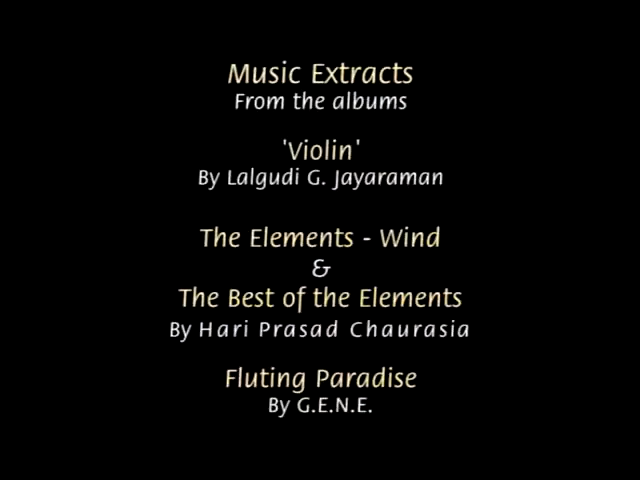 Music Extracts
From the albums
'Violin'
By Lalgudi G. Jayaraman
The Elements - Wind
&
The Best of the Elements
By Hari Prasad Chaurasia
Fluting Paradise
By G.E.N.E.